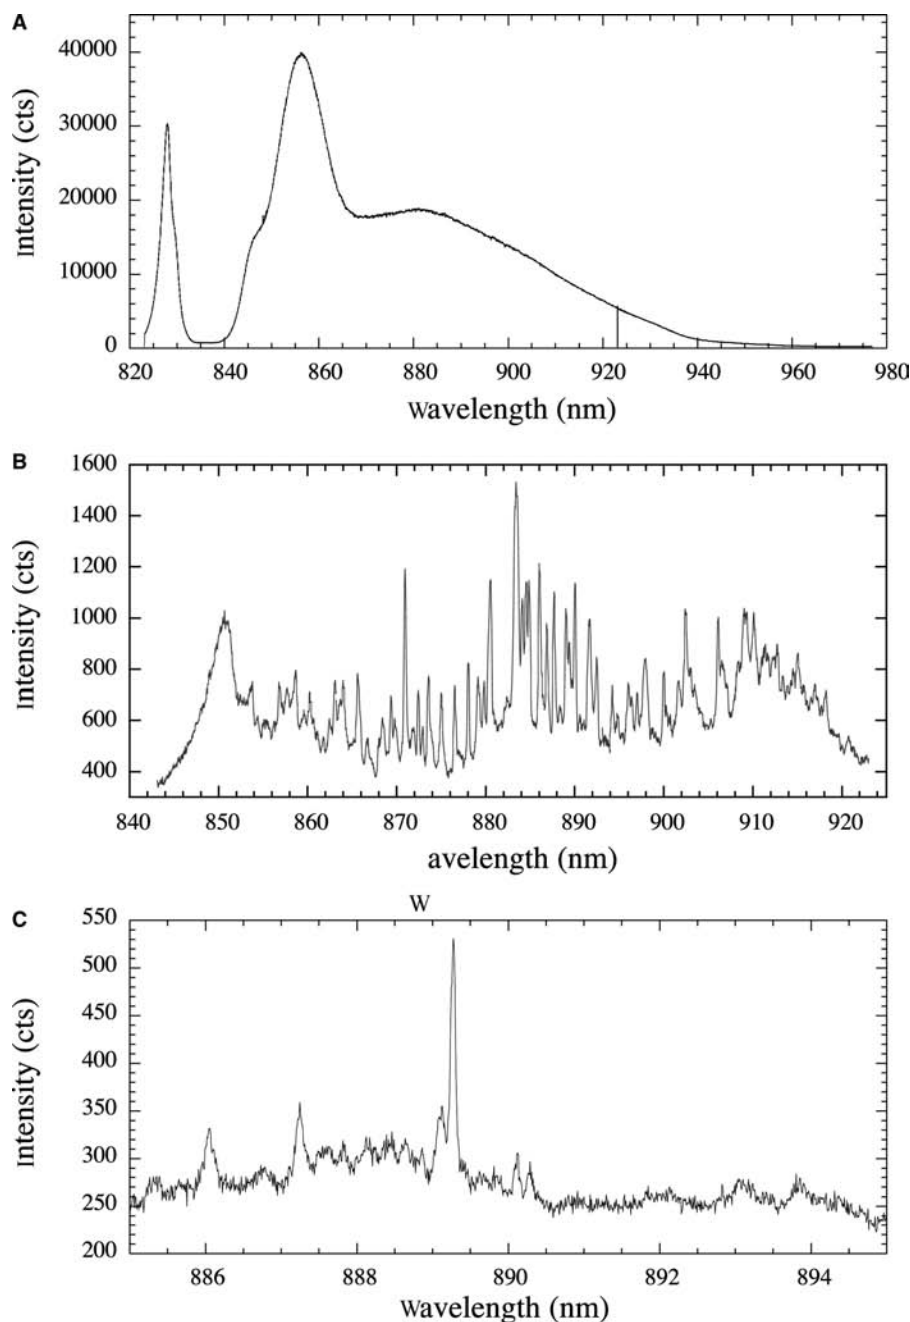 A
40000
30000
20000
10000
0
Intensity (cts)
820 840 860 880 900 920 940 960 980
Wavelength (nm)
B
1600
1400
1200
1000
800
600
400
Intensity (cts)
840 850 860 870 880 890 900 910 920
avelength (nm)
W
C
550
500
450
400
350
300
250
200
Intensity (cts)
886 888 890 892 894
Wavelength (nm)